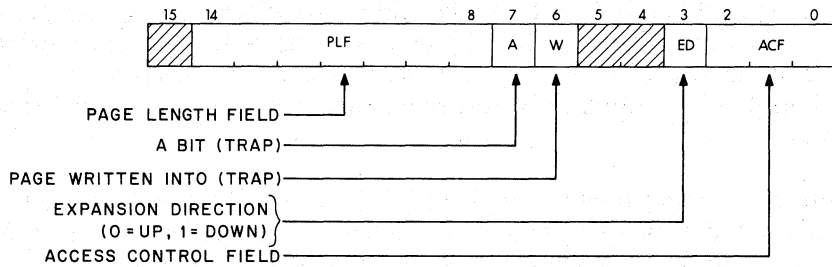 15 14 8 7 6 5 4 3 2 0
PLF A W ED ACF
PAGE LENGTH FIELD
A BIT (TRAP)
PAGE WRITTEN INTO (TRAP)
EXPANSION DIRECTION
(0 = UP, 1 = DOWN)
ACCESS CONTROL FIELD